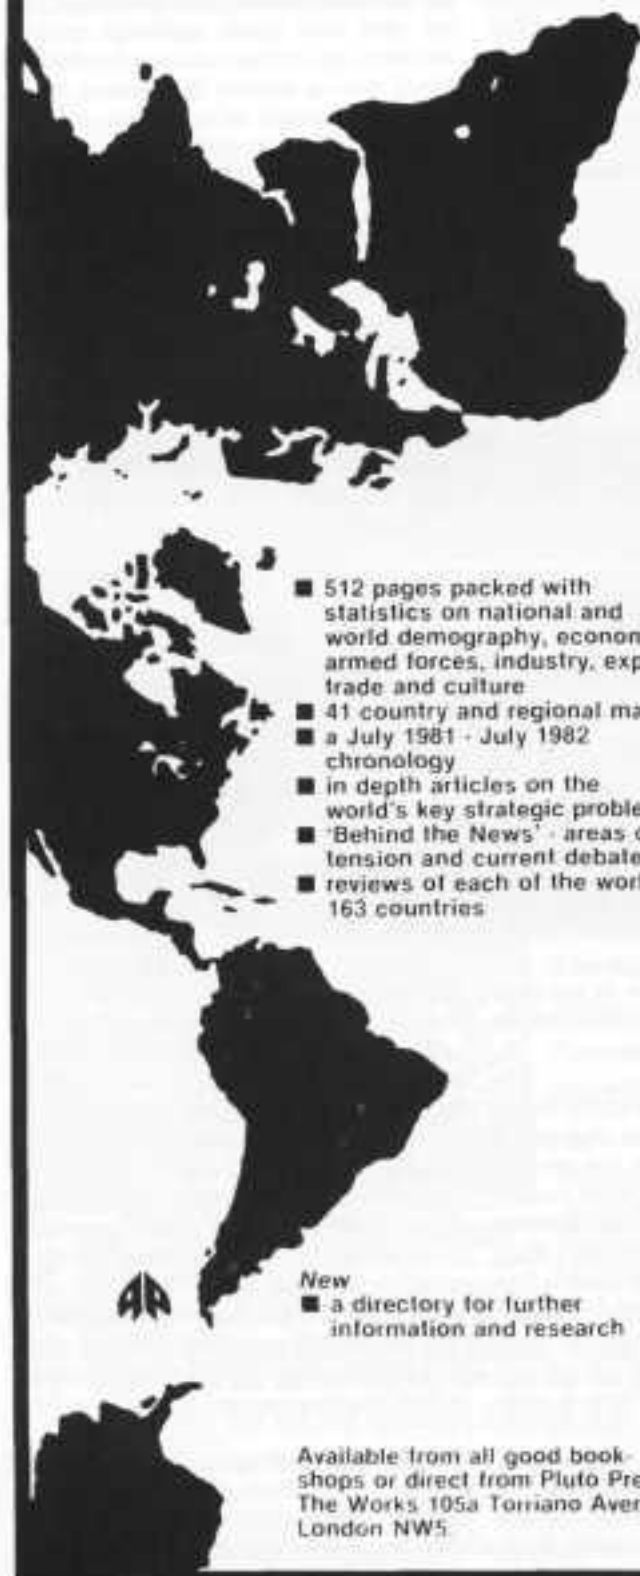 ■ 512 pages packed with
statistics on national and
world demography, econom
armed forces, industry, exp
trade and culture
■ 41 country and regional ma
■ a July 1981 - July 1982
chronology
■ in depth articles on the
world's key strategic proble
■ 'Behind the News' - areas o
tension and current debate
■ reviews of each of the worl
163 countries
New
■ a directory for further
information and research
Available from all good book-
shops or direct from Pluto Pre
The Works 105a Torriano Aven
London NW5.